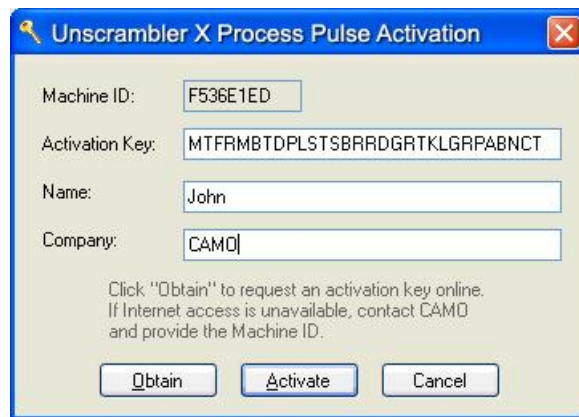 Unscrambler X Process Pulse Activation
Machine ID: F536E1ED
Activation Key: MTFRMBTDPLSTSBRRDGRTKLGRPABNCT
Name: John
Company: CAMO
Click "Obtain" to request an activation key online.
If Internet access is unavailable, contact CAMO
and provide the Machine ID.
Obtain Activate Cancel